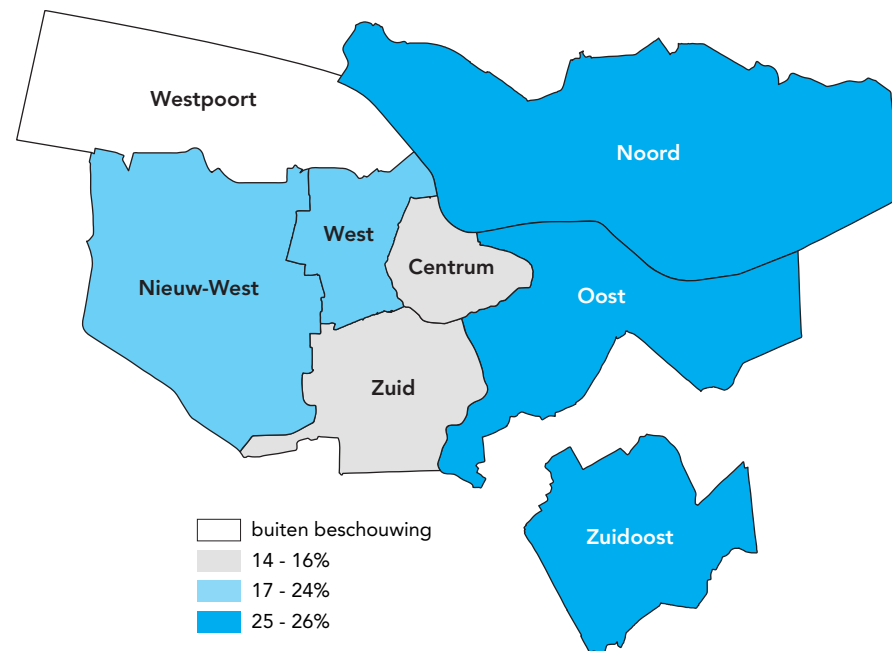 Westpoort
Noord
West
Centrum
Nieuw-West
Oost
Zuid
Zuidoost
buiten beschouwing
14 - 16%
17 - 24%
25 - 26%